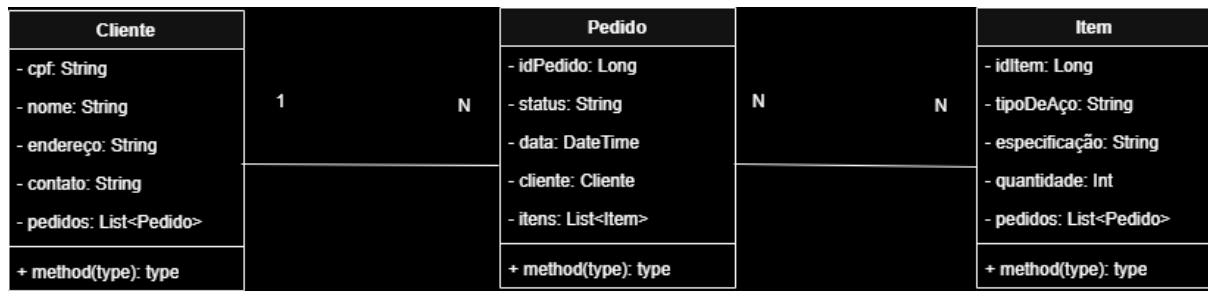 Cliente
- cpf: String
- nome: String
- endereço: String
- contato: String
- pedidos: List<Pedido>
+ method(type): type
1
N
Pedido
- idPedido: Long
- status: String
- data: DateTime
- cliente: Cliente
- itens: List<Item>
+ method(type): type
N
N
Item
- idItem: Long
- tipoDeAço: String
- especificação: String
- quantidade: Int
- pedidos: List<Pedido>
+ method(type): type